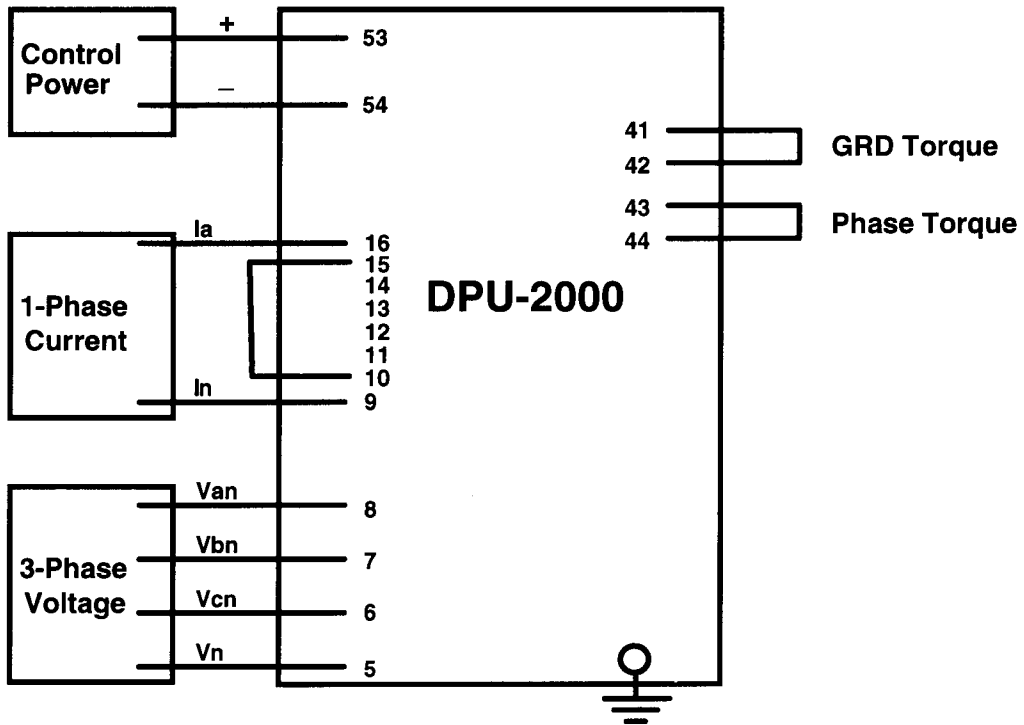 Control
Power
+
–
53
54
41
42
GRD Torque
43
44
Phase Torque
1-Phase
Current
Ia
In
16
15
14
13
12
11
10
9
DPU-2000
3-Phase
Voltage
Van
Vbn
Vcn
Vn
8
7
6
5